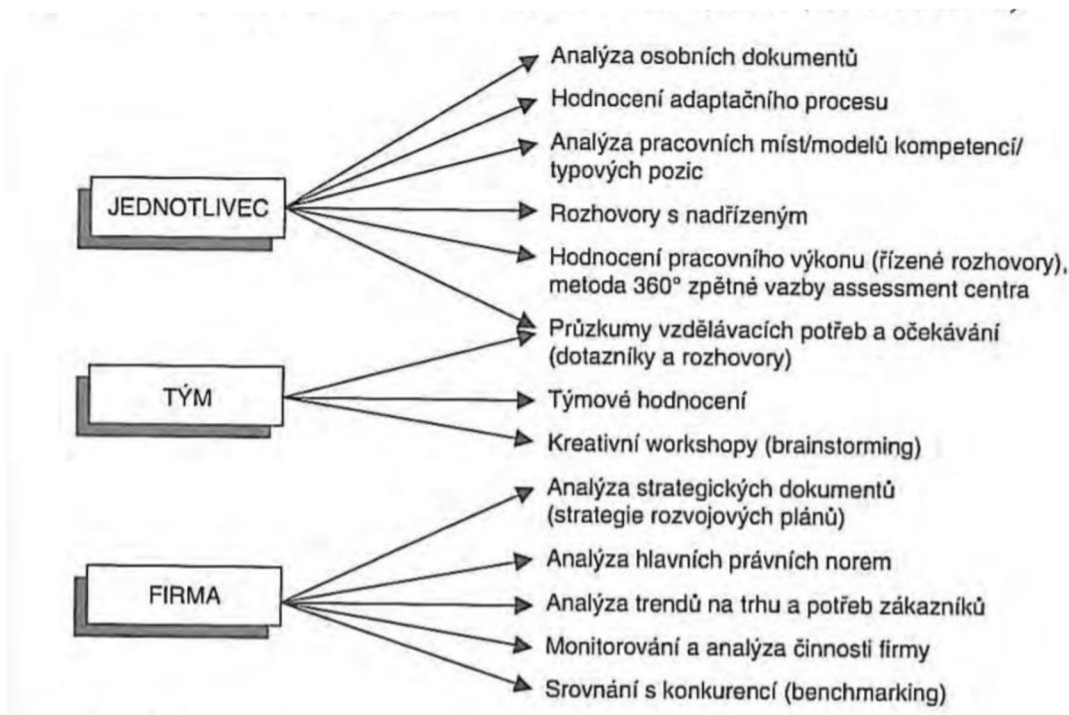 Analýza osobních dokumentů
Hodnocení adaptačního procesu
Analýza pracovních míst/modelů kompetencí/
typových pozic
JEDNOTLIVEC
Rozhovory s nadřízeným
Hodnocení pracovního výkonu (řízené rozhovory),
metoda 360° zpětné vazby assessment centra
Průzkumy vzdělávacích potřeb a očekávání
(dotazníky a rozhovory)
TÝM
Týmové hodnocení
Kreativní workshopy (brainstorming)
Analýza strategických dokumentů
(strategie rozvojových plánů)
Analýza hlavních právních norem
FIRMA
Analýza trendů na trhu a potřeb zákazníků
Monitorování a analýza činnosti firmy
Srovnání s konkurencí (benchmarking)